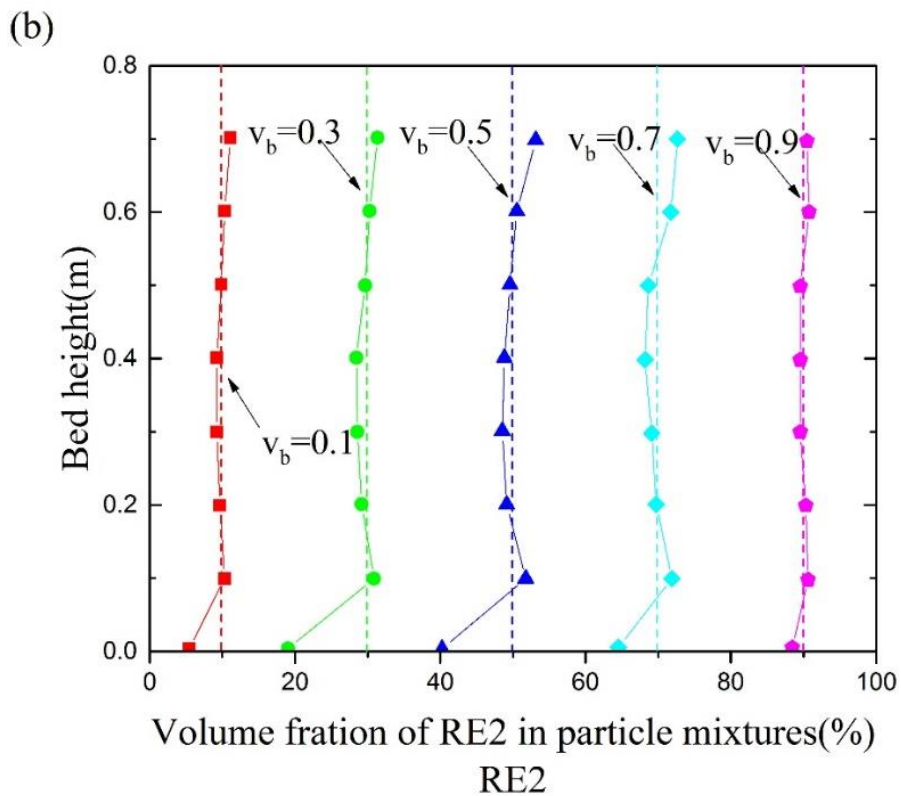 (b)
0.8
v_b=0.3
v_b=0.5
v_b=0.7
v_b=0.9
0.6
0.4
v_b=0.1
0.2
0.0
Bed height(m)
0 20 40 60 80 100
Volume fration of RE2 in particle mixtures(%)
RE2